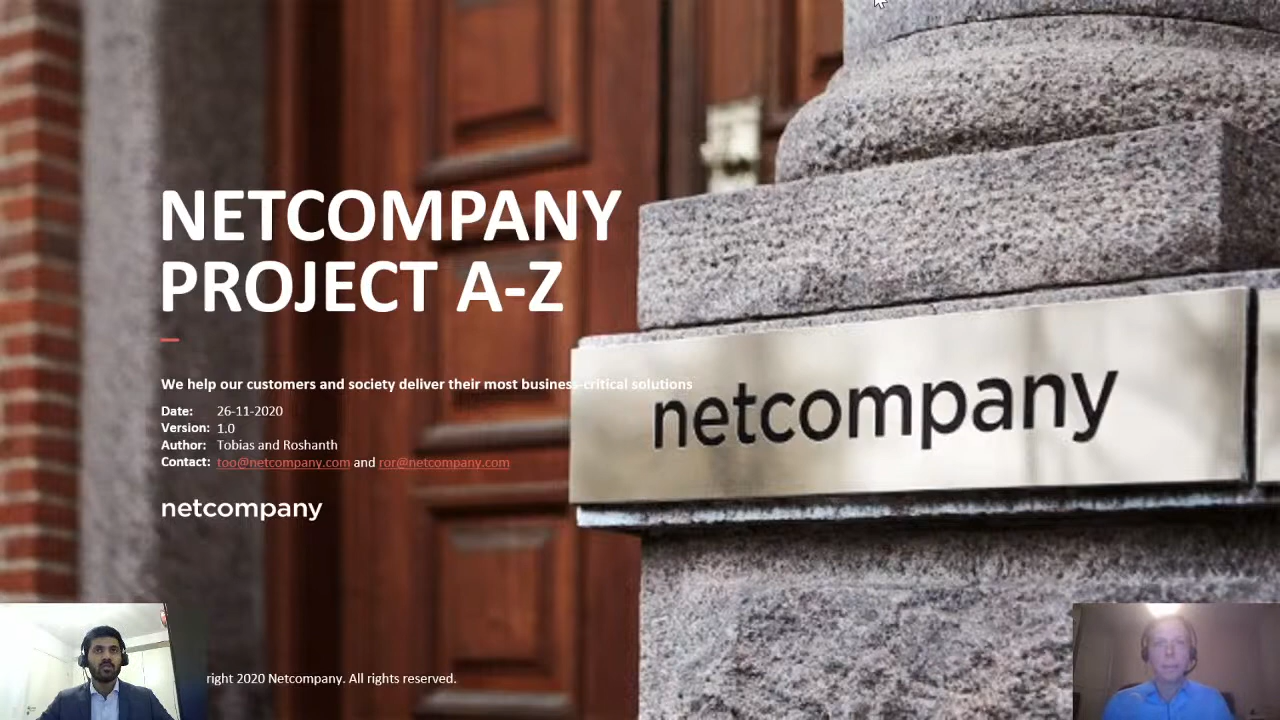 NETCOMPANY
PROJECT A-Z
We help our customers and society deliver their most business-critical solutions
Date: 26-11-2020
Version: 1.0
Author: Tobias and Roshanth
Contact: too@netcompany.com and ror@netcompany.com
netcompany
netcompany
2020 Netcompany. All rights reserved.